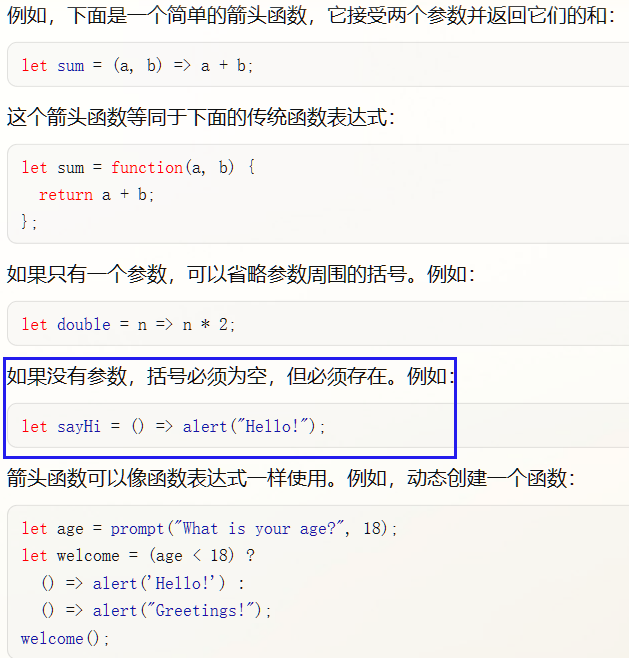 例如，下面是一个简单的箭头函数，它接受两个参数并返回它们的和：
let sum = (a, b) => a + b;
这个箭头函数等同于下面的传统函数表达式：
let sum = function(a, b) {
  return a + b;
};
如果只有一个参数，可以省略参数周围的括号。例如：
let double = n => n * 2;
如果没有参数，括号必须为空，但必须存在。例如：
let sayHi = () => alert("Hello!");
箭头函数可以像函数表达式一样使用。例如，动态创建一个函数：
let age = prompt("What is your age?", 18);
let welcome = (age < 18) ?
  () => alert('Hello!') :
  () => alert("Greetings!");
welcome();